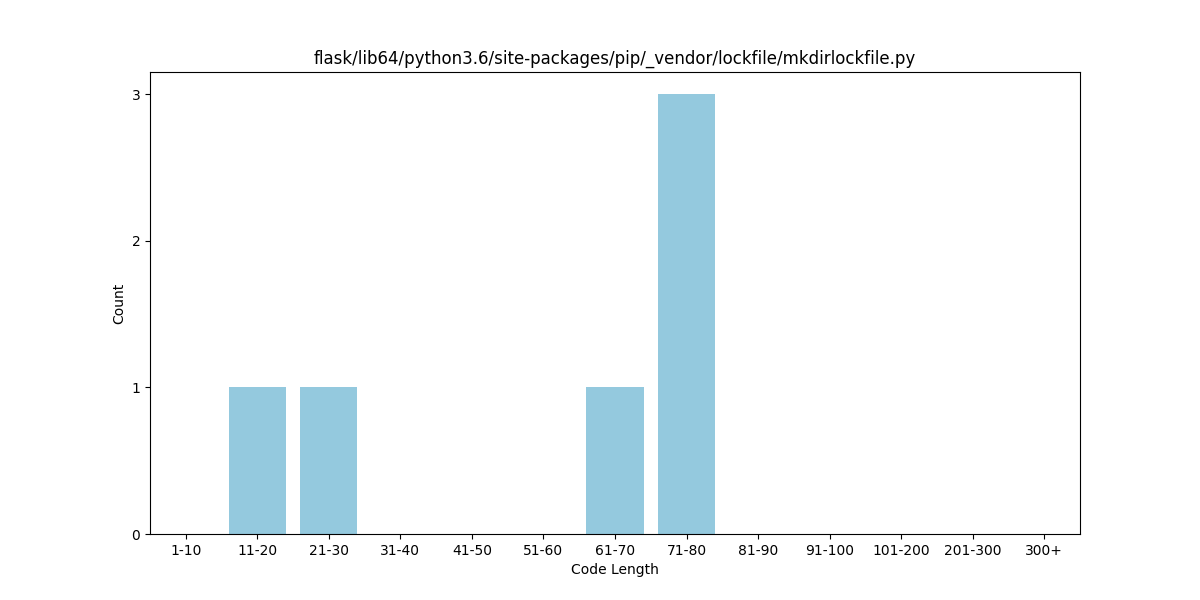 flask/lib64/python3.6/site-packages/pip/_vendor/lockfile/mkdirlockfile.py
3
2
1
0
Count
1-10 11-20 21-30 31-40 41-50 51-60 61-70 71-80 81-90 91-100 101-200 201-300 300+
Code Length